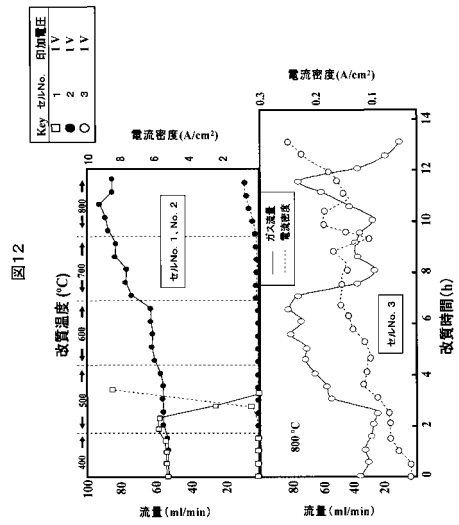 図12
Key セルNo. 印加電圧
1 1 V
2 1 V
3 1 V
改質温度 (°C)
400
500
600
700
800
流量 (ml/min)
100
80
60
40
20
0
電流密度(A/cm²)
10
8
6
4
2
セルNo. 1、No. 2
ガス流量
電流密度
流量 (ml/min)
80
60
40
20
0
電流密度(A/cm²)
0.3
0.2
0.1
800 °C
セルNo. 3
0
2
4
6
8
10
12
14
改質時間(h)